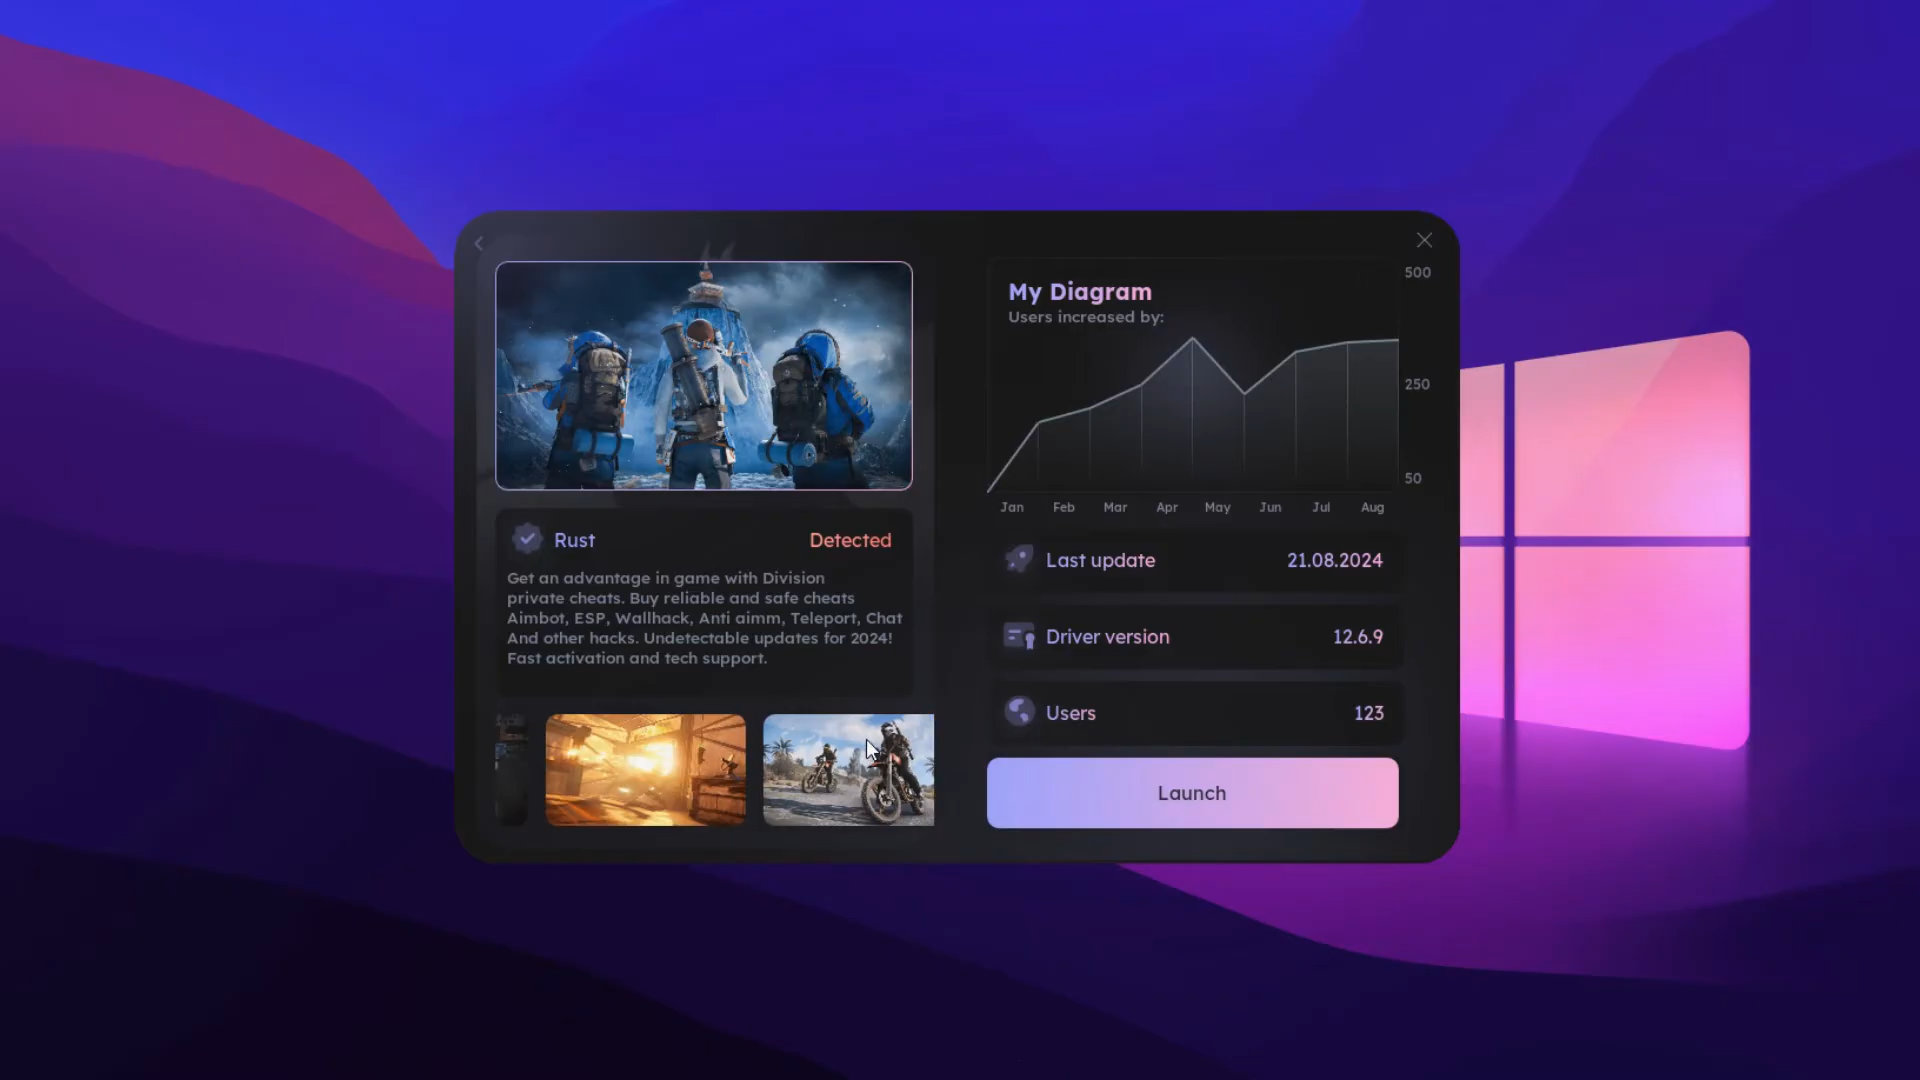 Rust
Detected
Get an advantage in game with Division
private cheats. Buy reliable and safe cheats
Aimbot, ESP, Wallhack, Anti aimm, Teleport, Chat
And other hacks. Undetectable updates for 2024!
Fast activation and tech support.
My Diagram
Users increased by:
500
250
50
Jan Feb Mar Apr May Jun Jul Aug
Last update 21.08.2024
Driver version 12.6.9
Users 123
Launch